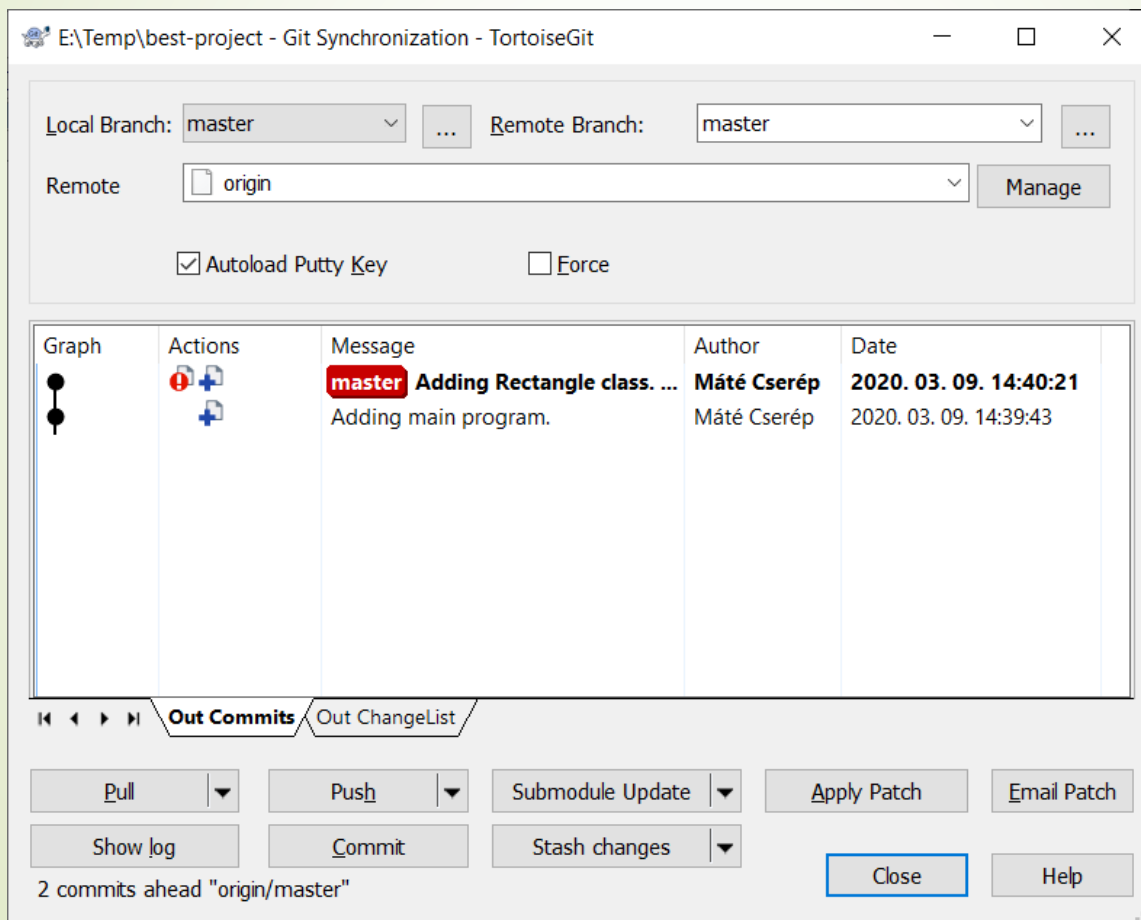 E:\Temp\best-project - Git Synchronization - TortoiseGit
Local Branch: master ... Remote Branch: master ...
Remote origin Manage
Autoload Putty Key Force
Graph Actions Message Author Date
master Adding Rectangle class. ... Máté Cserép 2020. 03. 09. 14:40:21
Adding main program. Máté Cserép 2020. 03. 09. 14:39:43
Out Commits Out ChangeList
Pull Push Submodule Update Apply Patch Email Patch
Show log Commit Stash changes
Close Help
2 commits ahead "origin/master"